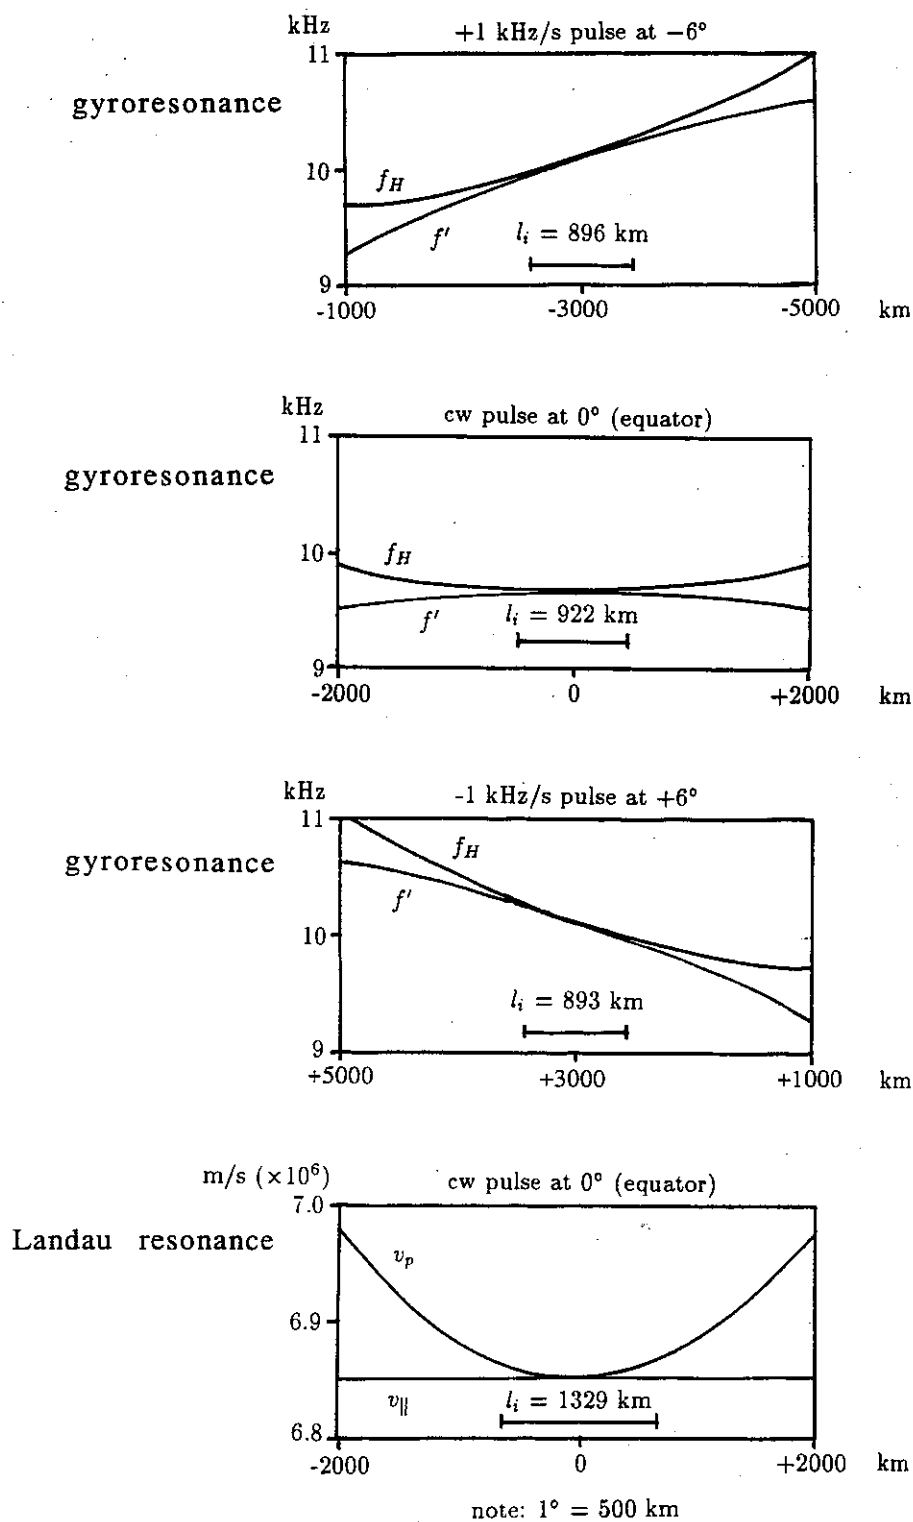 kHz
+1 kHz/s pulse at −6°
11
gyroresonance
10
f_H
f′
l_i = 896 km
9
-1000 -3000 -5000 km
kHz
cw pulse at 0° (equator)
11
gyroresonance
10
f_H
f′
l_i = 922 km
9
-2000 0 +2000 km
kHz
-1 kHz/s pulse at +6°
11
gyroresonance
f_H
f′
10
l_i = 893 km
9
+5000 +3000 +1000 km
m/s (×10⁶)
cw pulse at 0° (equator)
7.0
Landau resonance
v_p
6.9
v_∥
l_i = 1329 km
6.8
-2000 0 +2000 km
note: 1° = 500 km